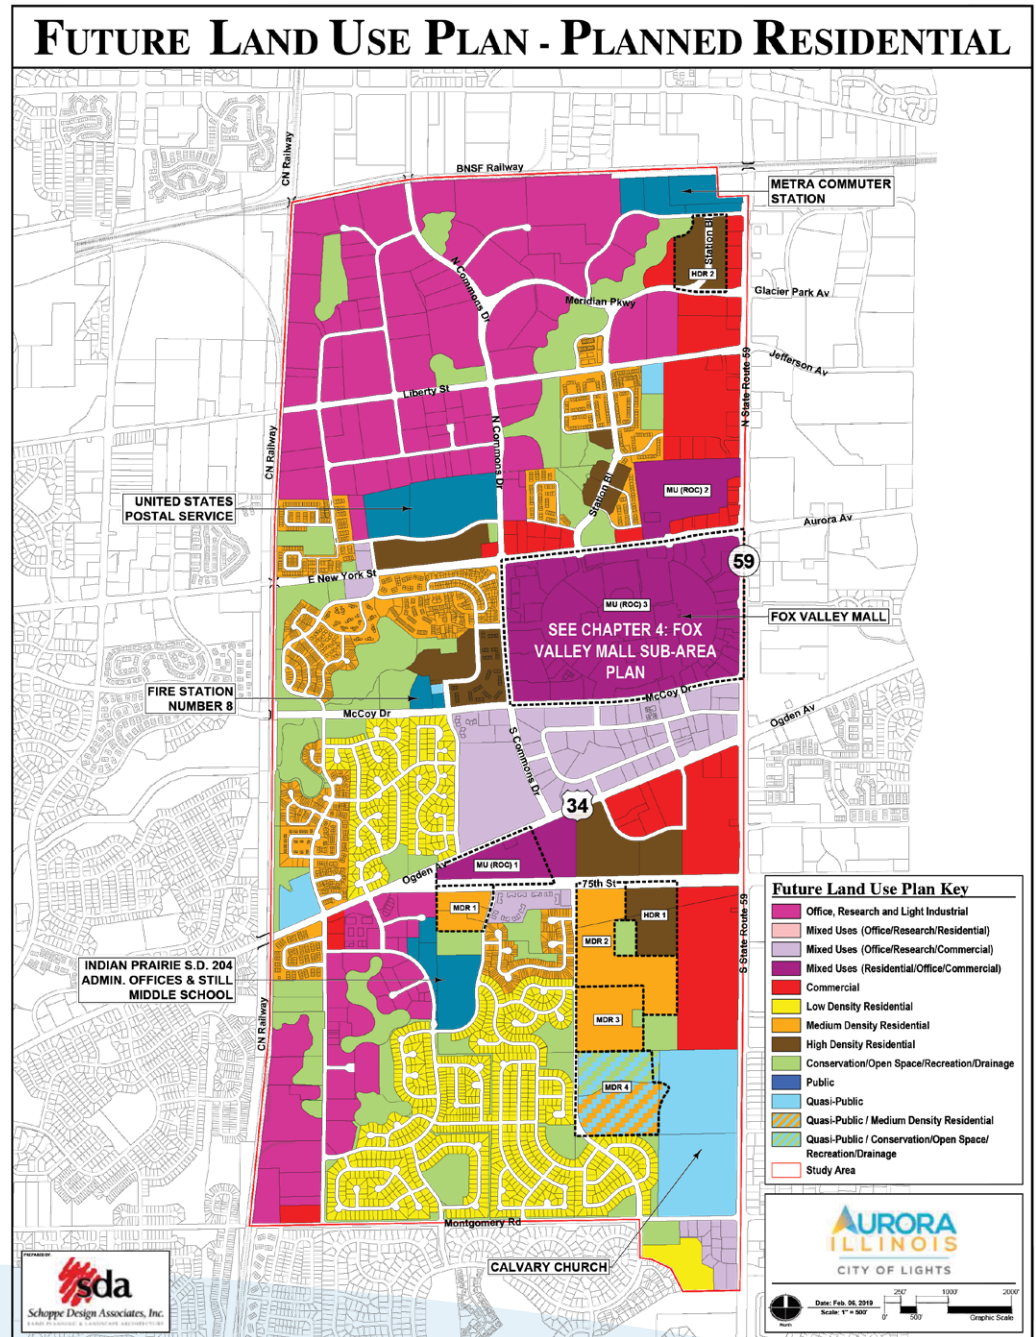 FUTURE LAND USE PLAN - PLANNED RESIDENTIAL
CN Railway
BNSF Railway
METRA COMMUTER
STATION
Station Bl
HDR 2
N Commons Dr
Meridian Pkwy
Glacier Park Av
Jefferson Av
N State Route 59
Liberty St
CN Railway
N Commons Dr
MU (ROC) 2
UNITED STATES
POSTAL SERVICE
Station Bl
Aurora Av
59
E New York St
MU (ROC) 3
FOX VALLEY MALL
SEE CHAPTER 4: FOX
VALLEY MALL SUB-AREA
PLAN
FIRE STATION
NUMBER 8
McCoy Dr
McCoy Dr
Ogden Av
S Commons Dr
34
Ogden Av
MU (ROC) 1
75th St
MDR 1
HDR 1
MDR 2
S State Route 59
INDIAN PRAIRIE S.D. 204
ADMIN. OFFICES & STILL
MIDDLE SCHOOL
CN Railway
MDR 3
MDR 4
Montgomery Rd
CALVARY CHURCH
Future Land Use Plan Key
Office, Research and Light Industrial
Mixed Uses (Office/Research/Residential)
Mixed Uses (Office/Research/Commercial)
Mixed Uses (Residential/Office/Commercial)
Commercial
Low Density Residential
Medium Density Residential
High Density Residential
Conservation/Open Space/Recreation/Drainage
Public
Quasi-Public
Quasi-Public / Medium Density Residential
Quasi-Public / Conservation/Open Space/
Recreation/Drainage
Study Area
AURORA
ILLINOIS
CITY OF LIGHTS
North
Date: Feb. 06, 2019
Scale: 1" = 500'
0'
250'
500'
1000'
2000'
Graphic Scale
PREPARED BY:
sda
Schoppe Design Associates, Inc.
LAND PLANNING & LANDSCAPE ARCHITECTURE